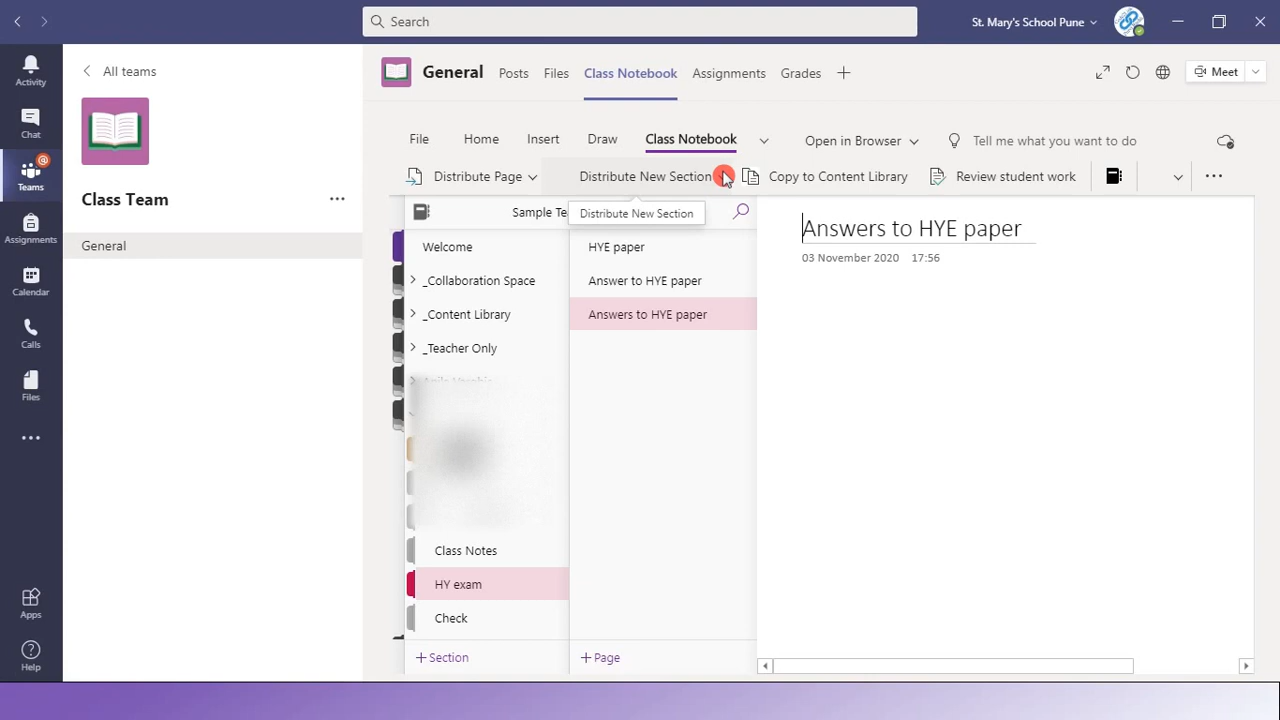 Search
St. Mary's School Pune
Activity
Chat
@
Teams
Assignments
Calendar
Calls
Files
Apps
Help
All teams
Class Team
General
General
Posts
Files
Class Notebook
Assignments
Grades
Meet
File
Home
Insert
Draw
Class Notebook
Open in Browser
Tell me what you want to do
Distribute Page
Distribute New Section
Copy to Content Library
Review student work
Distribute New Section
Sample Te
Welcome
_Collaboration Space
_Content Library
_Teacher Only
Class Notes
HY exam
Check
+ Section
HYE paper
Answer to HYE paper
Answers to HYE paper
+ Page
Answers to HYE paper
03 November 2020 17:56